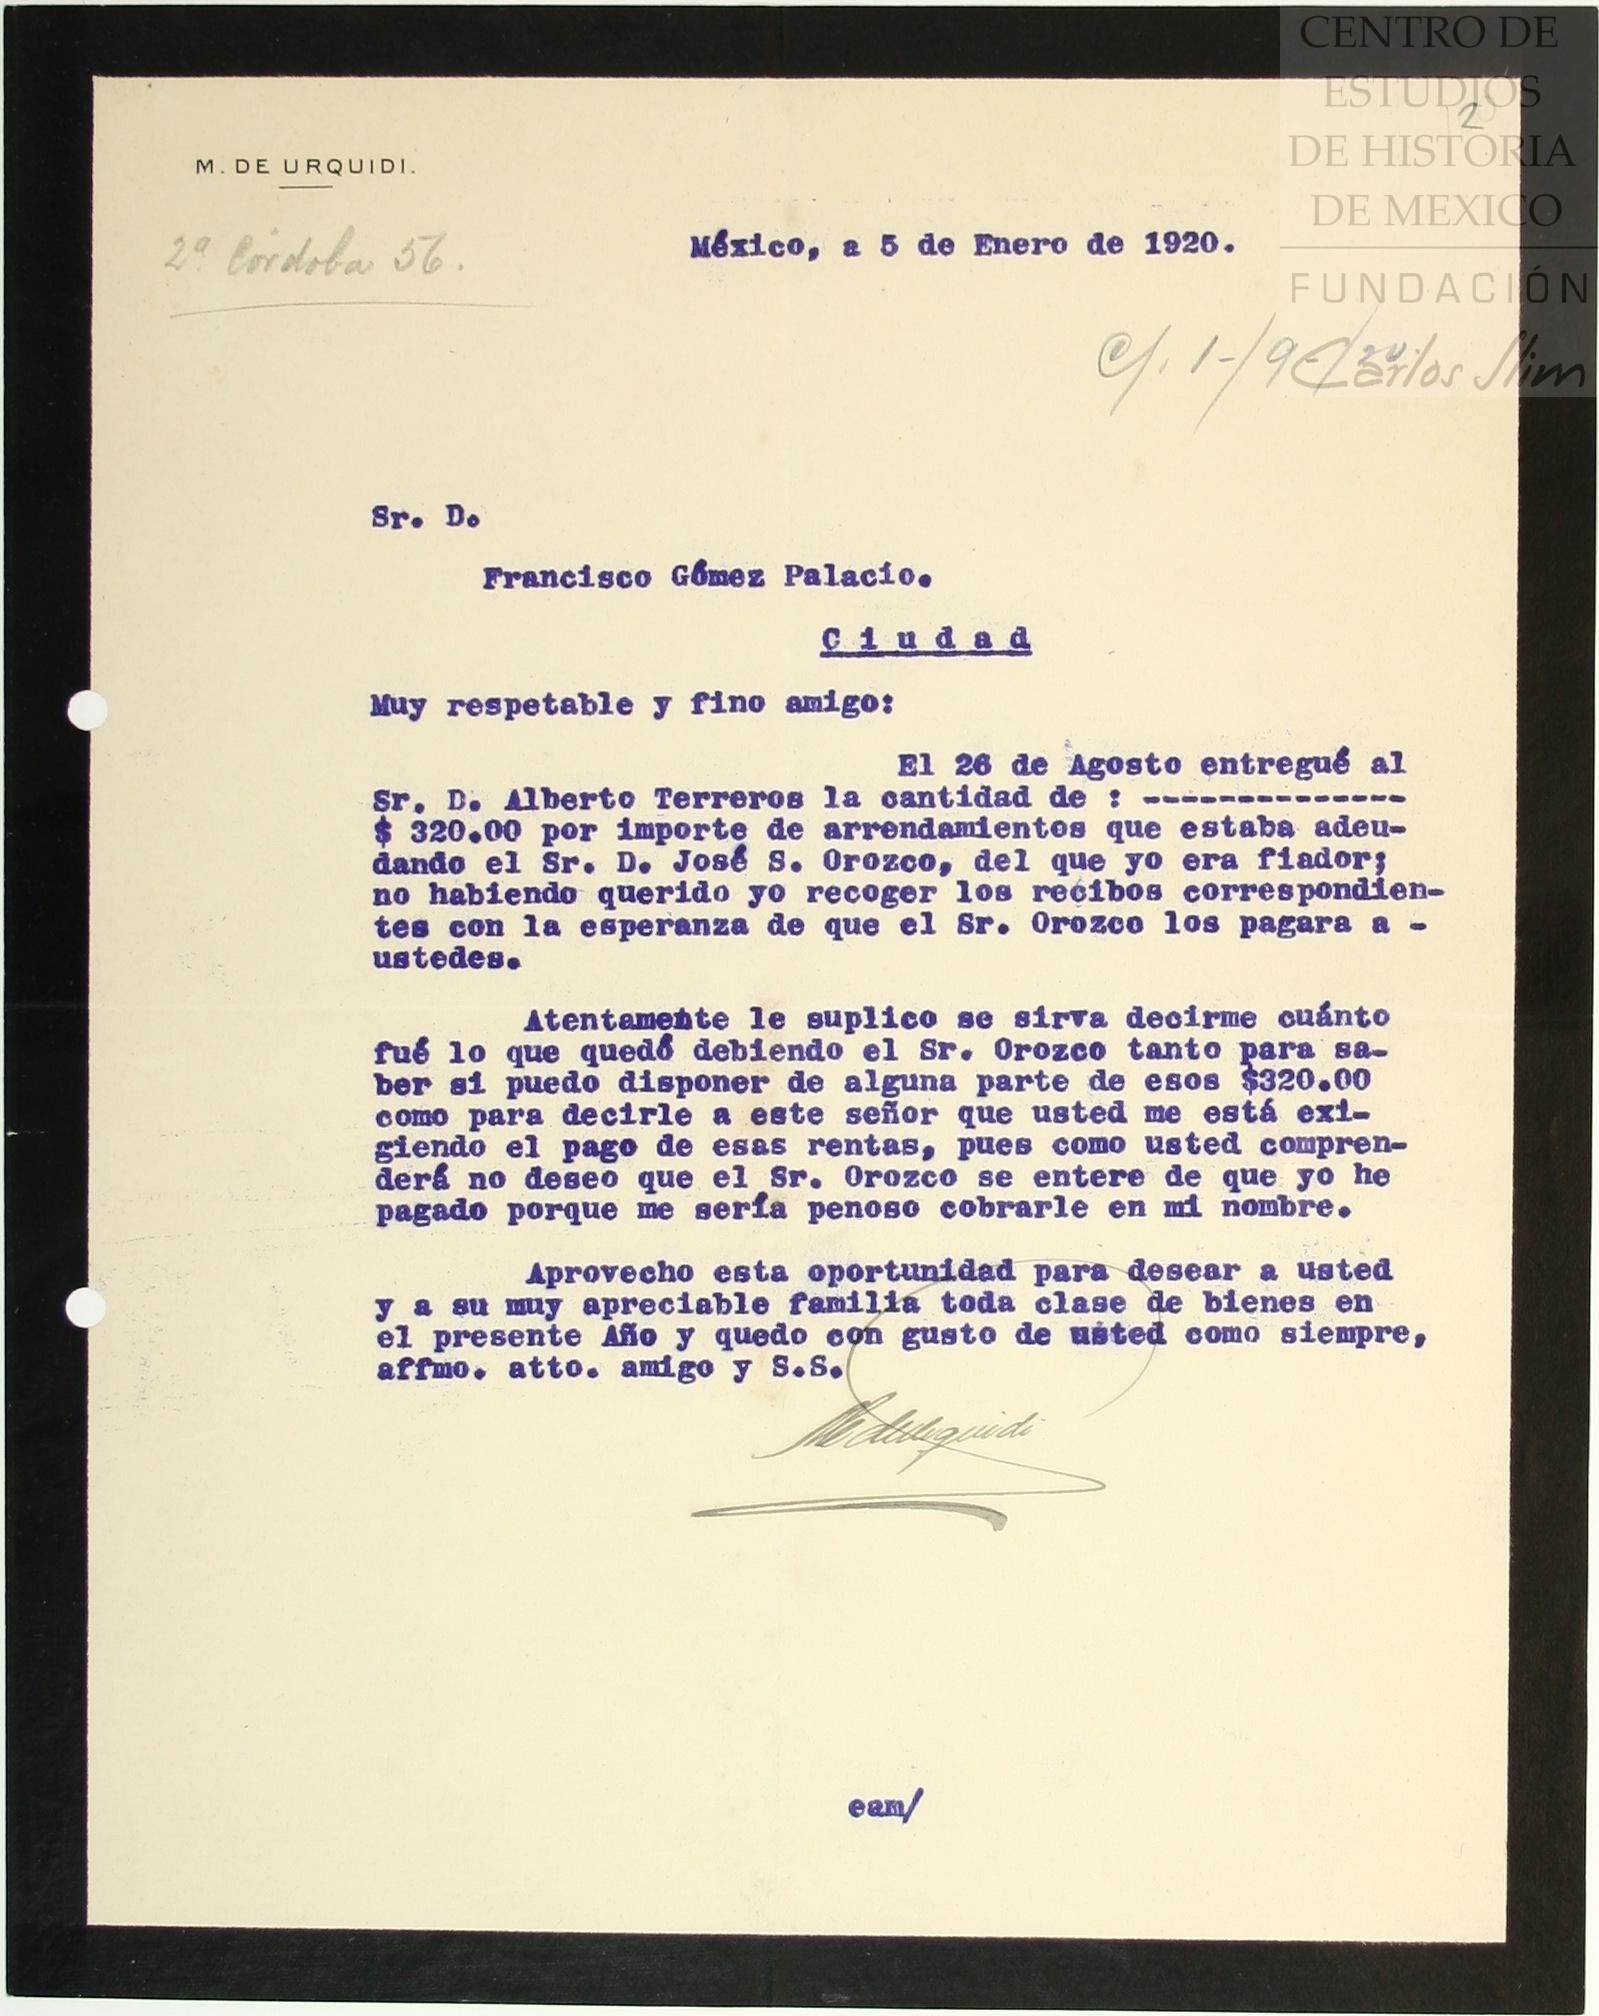 CENTRO DE
ESTUDIOS
DE HISTORIA
DE MEXICO
FUNDACIÓN
Carlos Slim
2
M. DE URQUIDI.
2ª Córdoba 56.
México, a 5 de Enero de 1920.
C/. 1-/9-/20
Sr. D.
Francisco Gómez Palacio.
C i u d a d
Muy respetable y fino amigo:
El 26 de Agosto entregué al
Sr. D. Alberto Terreros la cantidad de : --------------
$ 320.00 por importe de arrendamientos que estaba adeu-
dando el Sr. D. José S. Orozco, del que yo era fiador;
no habiendo querido yo recoger los recibos correspondien-
tes con la esperanza de que el Sr. Orozco los pagara a -
ustedes.
Atentamente le suplico se sirva decirme cuánto
fué lo que quedó debiendo el Sr. Orozco tanto para sa-
ber si puedo disponer de alguna parte de esos $320.00
como para decirle a este señor que usted me está exi-
giendo el pago de esas rentas, pues como usted compren-
derá no deseo que el Sr. Orozco se entere de que yo he
pagado porque me sería penoso cobrarle en mi nombre.
Aprovecho esta oportunidad para desear a usted
y a su muy apreciable familia toda clase de bienes en
el presente Año y quedo con gusto de usted como siempre,
affmo. atto. amigo y S.S.
M de Urquidi
eam/